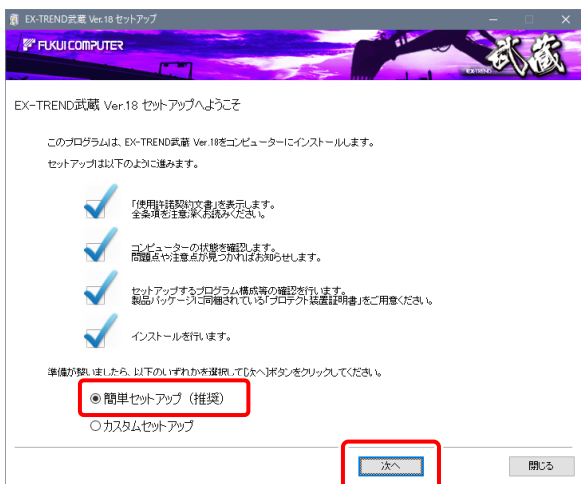 EX-TREND武蔵 Ver.18 セットアップ
FUKUI COMPUTER
EX-TREND 武蔵
EX-TREND武蔵 Ver.18 セットアップへようこそ
このプログラムは、EX-TREND武蔵 Ver.18をコンピューターにインストールします。
セットアップは以下のように進みます。
「使用許諾契約文書」を表示します。
全条項を注意深くお読みください。
コンピューターの状態を確認します。
問題点や注意点が見つかればお知らせします。
セットアップするプログラム構成等の確認を行います。
製品パッケージに同梱されている「プロテクト装置証明書」をご用意ください。
インストールを行います。
準備が整いましたら、以下のいずれかを選択して[次へ]ボタンをクリックしてください。
簡単セットアップ（推奨）
カスタムセットアップ
次へ
閉じる